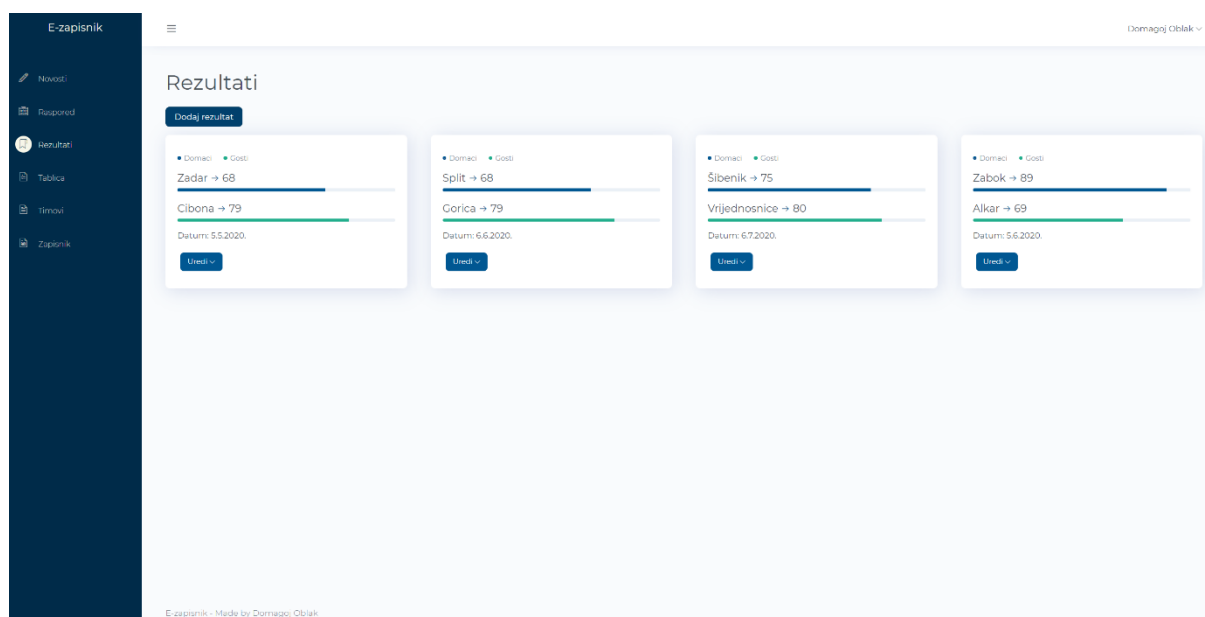 E-zapisnik
Domagoj Oblak
Novosti
Raspored
Rezultati
Tablica
Timovi
Zapisnik
Rezultati
Dodaj rezultat
• Domaci • Gosti
Zadar → 68
Cibona → 79
Datum: 5.5.2020.
Uredi
• Domaci • Gosti
Split → 68
Gorica → 79
Datum: 6.6.2020.
Uredi
• Domaci • Gosti
Šibenik → 75
Vrijednosnice → 80
Datum: 6.7.2020.
Uredi
• Domaci • Gosti
Zabok → 89
Alkar → 69
Datum: 5.6.2020.
Uredi
E-zapisnik - Made by Domagoj Oblak